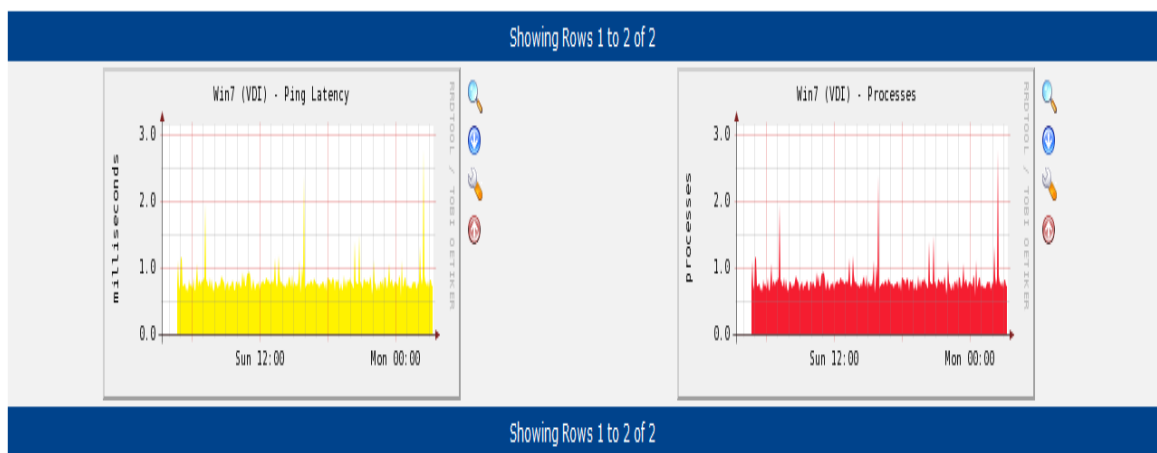 Showing Rows 1 to 2 of 2
Win7 (VDI) - Ping Latency
milliseconds
3.0
2.0
1.0
0.0
Sun 12:00
Mon 00:00
RRDTOOL / TOBI OETIKER
Win7 (VDI) - Processes
processes
3.0
2.0
1.0
0.0
Sun 12:00
Mon 00:00
RRDTOOL / TOBI OETIKER
Showing Rows 1 to 2 of 2